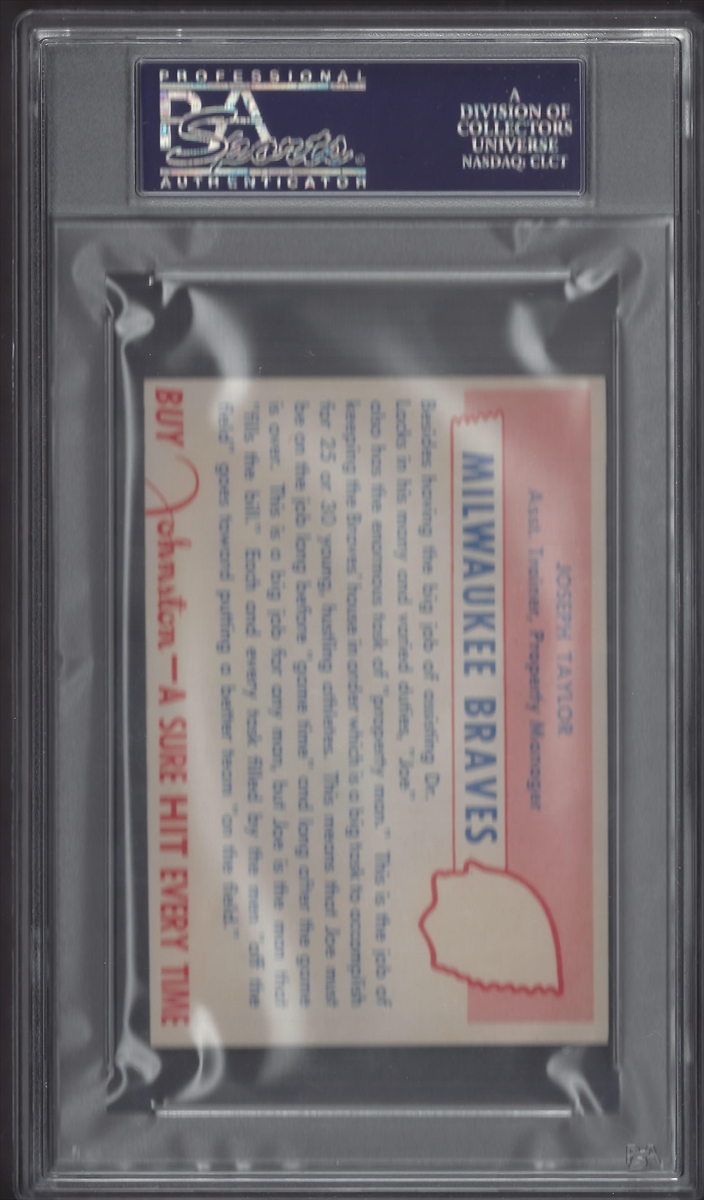 PROFESSIONAL
PSA
Sports
AUTHENTICATOR
A
DIVISION OF
COLLECTORS
UNIVERSE
NASDAQ: CLCT
JOSEPH TAYLOR
Asst. Trainer, Property Manager
MILWAUKEE BRAVES
Besides having the big job of assisting Dr.
Lacks in his many and varied duties, "Joe"
also has the enormous task of "property man." This is the job of
keeping the Braves' house in order which is a big task to accomplish
for 25 or 30 young, hustling athletes. This means that Joe must
be on the job long before "game time" and long after the game
is over. This is a big job for any man, but Joe is the man that
"fills the bill." Each and every task filled by the men "off the
field" goes toward putting a better team "on the field."
BUY Johnston—A SURE HIT EVERY TIME
PSA